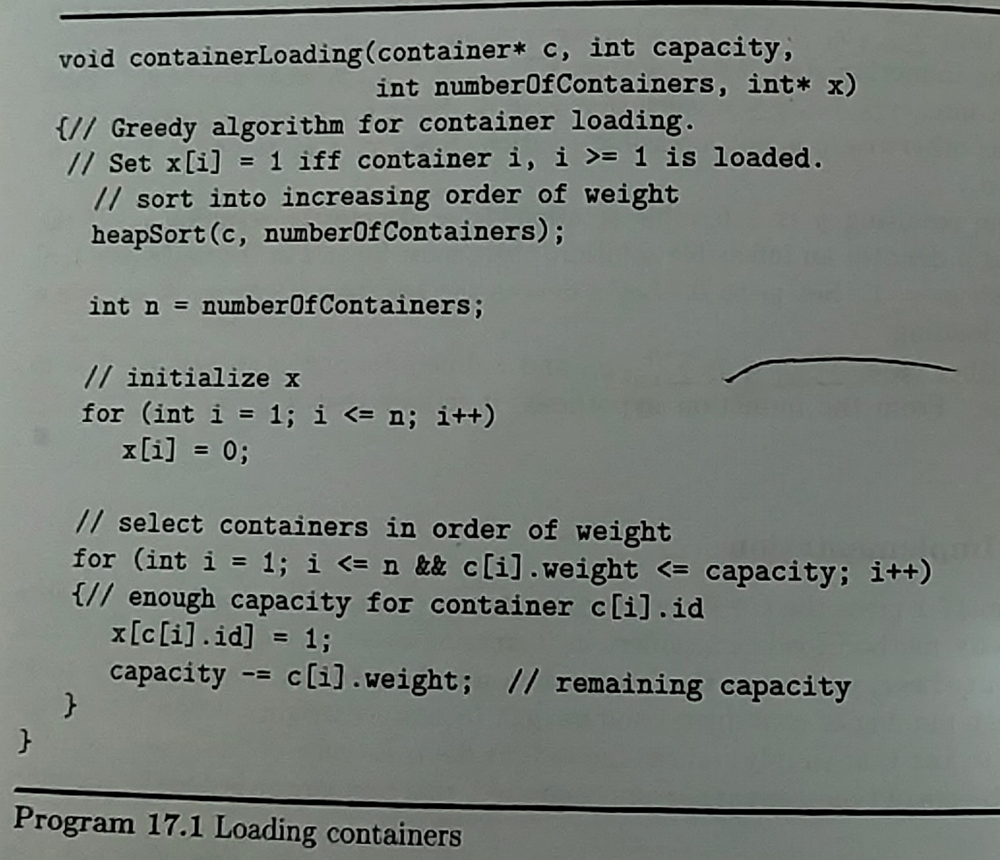 void containerLoading(container* c, int capacity,
int numberOfContainers, int* x)
{// Greedy algorithm for container loading.
// Set x[i] = 1 iff container i, i >= 1 is loaded.
// sort into increasing order of weight
heapSort(c, numberOfContainers);
int n = numberOfContainers;
// initialize x
for (int i = 1; i <= n; i++)
x[i] = 0;
// select containers in order of weight
for (int i = 1; i <= n && c[i].weight <= capacity; i++)
{// enough capacity for container c[i].id
x[c[i].id] = 1;
capacity -= c[i].weight; // remaining capacity
}
}
Program 17.1 Loading containers